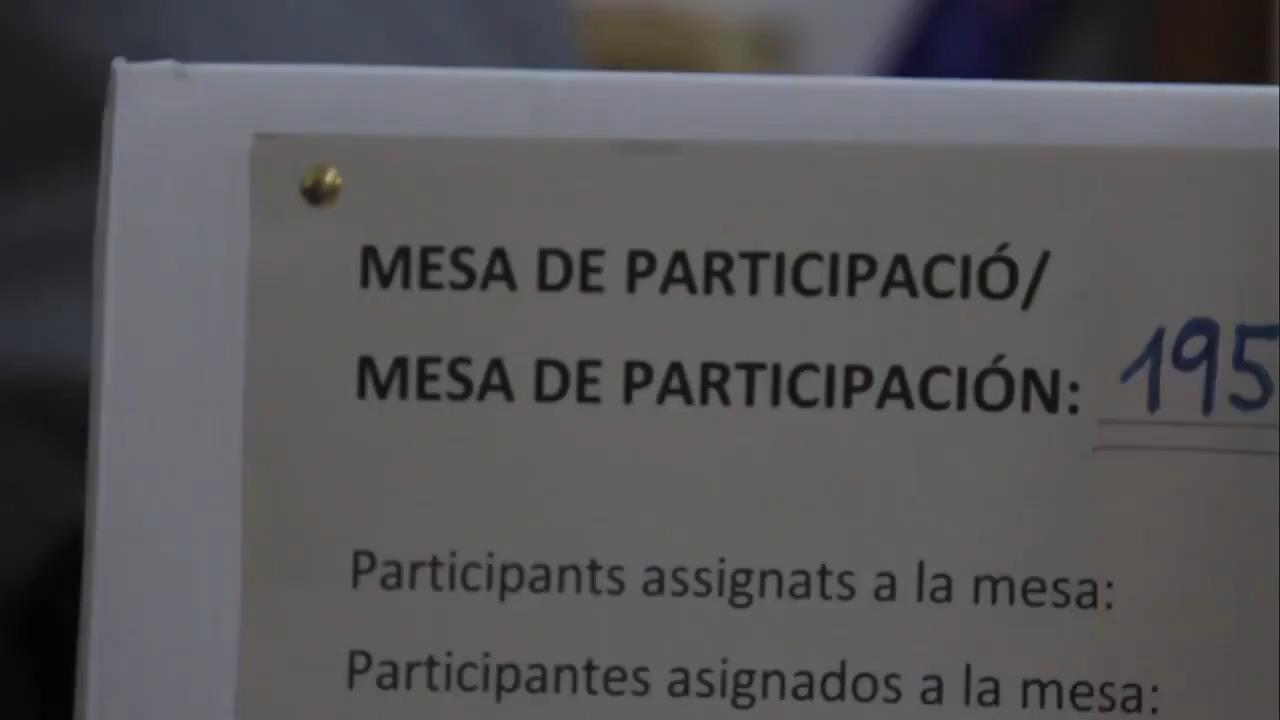 MESA DE PARTICIPACIÓ/
MESA DE PARTICIPACIÓN: 195
Participants assignats a la mesa:
Participantes asignados a la mesa: